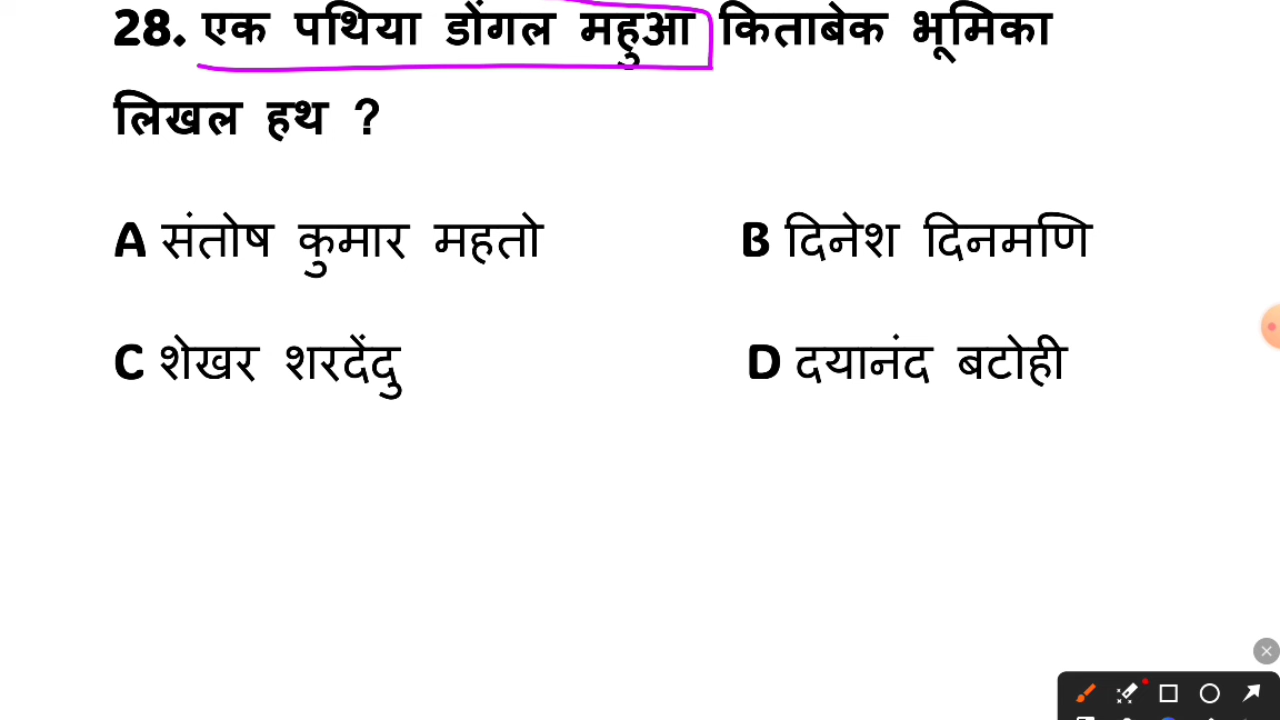 28. एक पथिया डोंगल महुआ किताबेक भूमिका
लिखल हथ ?
A संतोष कुमार महतो B दिनेश दिनमणि
C शेखर शरदेंदु D दयानंद बटोही